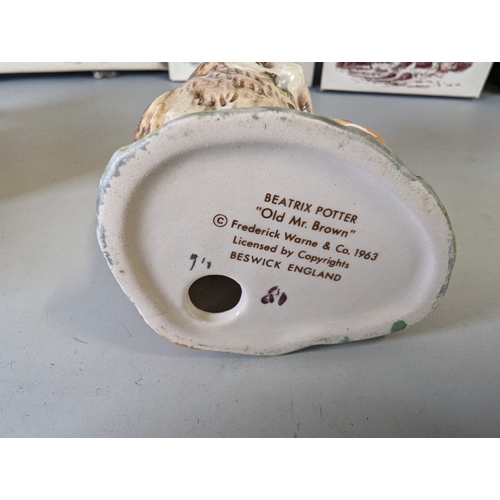 BEATRIX POTTER
"Old Mr. Brown"
© Frederick Warne & Co. 1963
Licensed by Copyrights
BESWICK ENGLAND